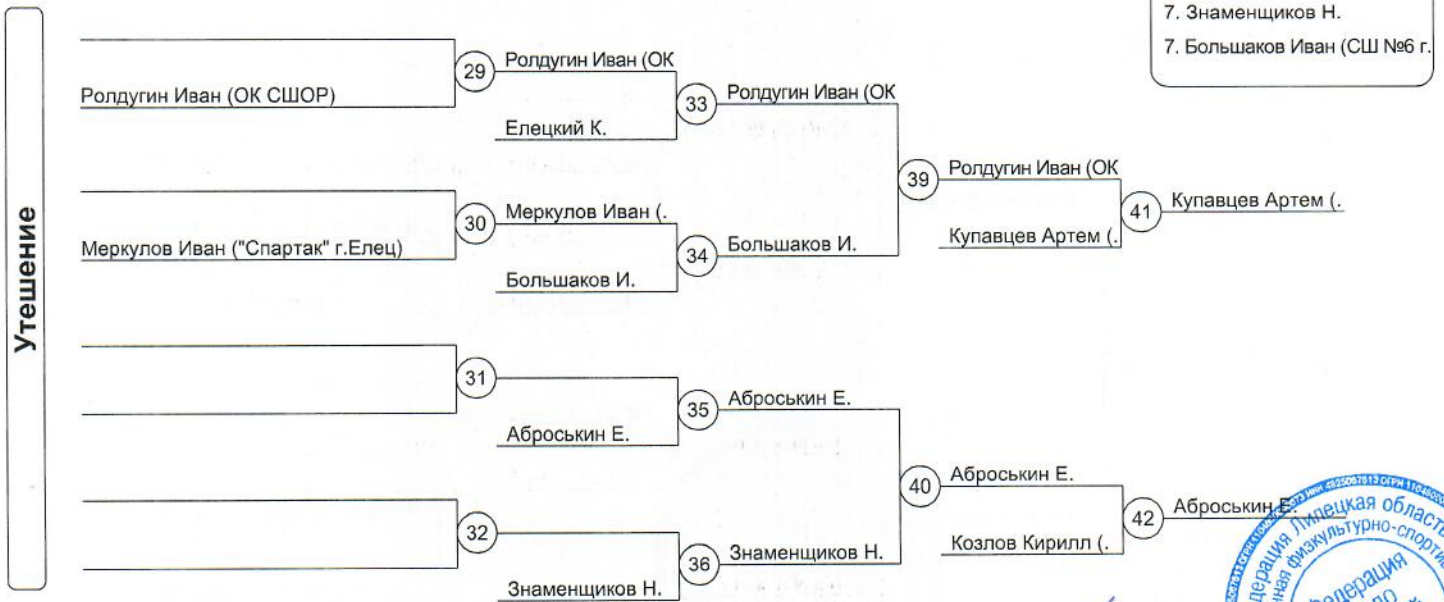 7. Знаменщиков Н.
7. Большаков Иван (СШ №6 г.
Утешение
Ролдугин Иван (ОК СШОР)
29
Ролдугин Иван (ОК
Елецкий К.
33
Ролдугин Иван (ОК
Меркулов Иван ("Спартак" г.Елец)
30
Меркулов Иван (.
Большаков И.
34
Большаков И.
39
Ролдугин Иван (ОК
Купавцев Артем (.
41
Купавцев Артем (.
31
Аброськин Е.
35
Аброськин Е.
32
Знаменщиков Н.
36
Знаменщиков Н.
40
Аброськин Е.
Козлов Кирилл (.
42
Аброськин Е.
Липецкая область
физкультурно-спорти